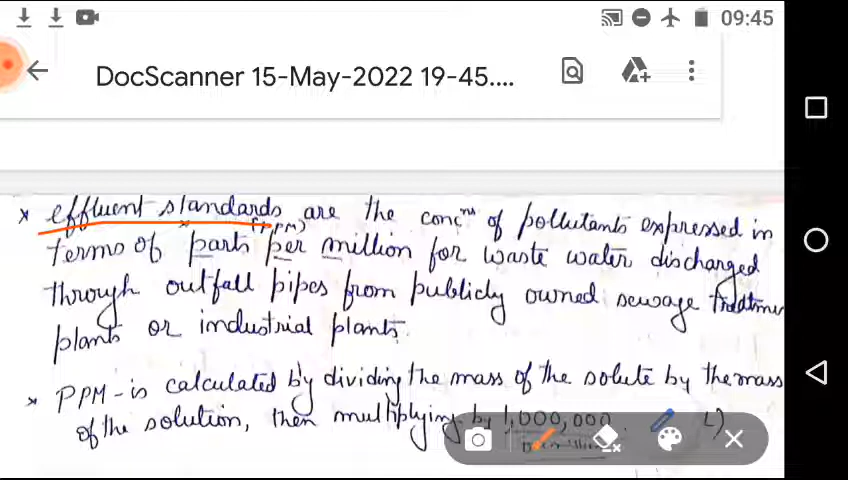 09:45
DocScanner 15-May-2022 19-45....
* effluent standards are the concns of pollutants expressed in
(PPM)
terms of parts per million for waste water discharged
through outfall pipes from publicly owned sewage
plants or industrial plants.
* PPM - is calculated by dividing the mass of the solute by the mass
of the solution, then multiplying by 1,000,000.